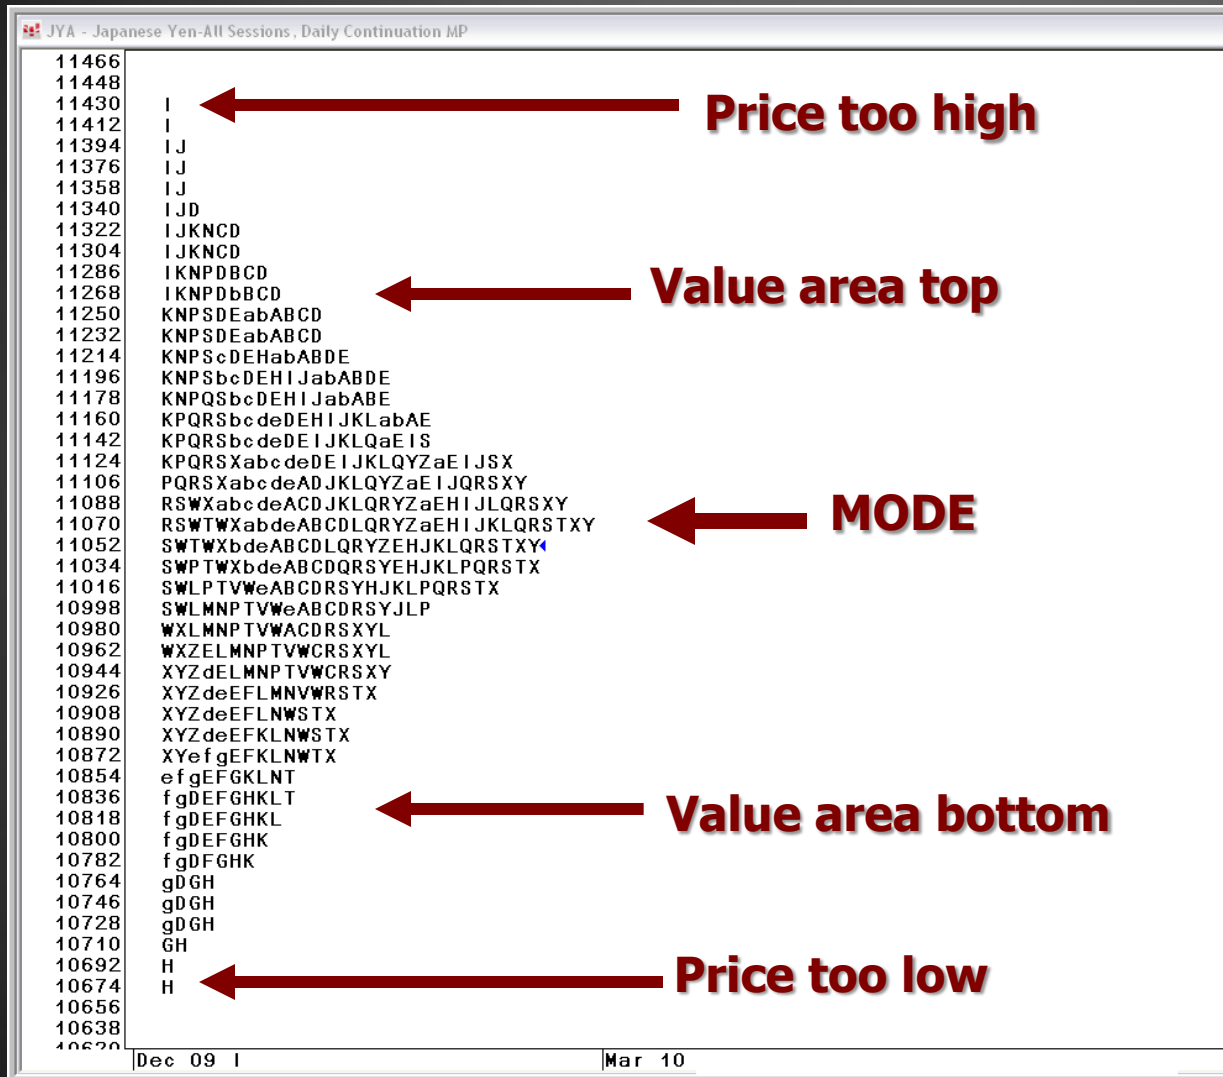 JYA - Japanese Yen-All Sessions, Daily Continuation MP
11466
11448
11430 I
Price too high
11412 I
11394 IJ
11376 IJ
11358 IJ
11340 IJD
11322 IJKNCD
11304 IJKNCD
11286 IKNPDBCD
Value area top
11268 IKNPDbBCD
11250 KNPSDEabABCD
11232 KNPSDEabABCD
11214 KNPScDEHabABDE
11196 KNPSbcDEHIJabABDE
11178 KNPQSbcDEHIJabABE
11160 KPQRSbcdeDEHIJKLabAE
11142 KPQRSbcdeDEIJKLQaEIS
11124 KPQRSXabcdeDEIJKLQYZaEIJSX
11106 PQRSXabcdeADJKLQYZaEIJQRSXY
11088 RSWXabcdeACDJKLQRYZaEHIJLQRSXY
MODE
11070 RSWTWXabdeABCDLQRYZaEHIJKLQRSTXY
11052 SWTWXbdeABCDLQRYZEHJKLQRSTXY
11034 SWPTWXbdeABCDQRSYEHJKLPQRSTX
11016 SWLPTVWeABCDRSYHJKLPQRSTX
10998 SWLMNPTVWeABCDRSYJLP
10980 WXLMNPTVWACDRSXYL
10962 WXZELMNPTVWCRSXYL
10944 XYZdELMNPTVWCRSXY
10926 XYZdeEFLMNVWRSTX
10908 XYZdeEFLNWSTX
10890 XYZdeEFKLNWSTX
10872 XYefgEFKLNWTX
10854 efgEFGKLNT
10836 fgDEFGHKLT
Value area bottom
10818 fgDEFGHKL
10800 fgDEFGHK
10782 fgDFGHK
10764 gDGH
10746 gDGH
10728 gDGH
10710 GH
10692 H
Price too low
10674 H
10656
10638
10620
Dec 09 I Mar 10